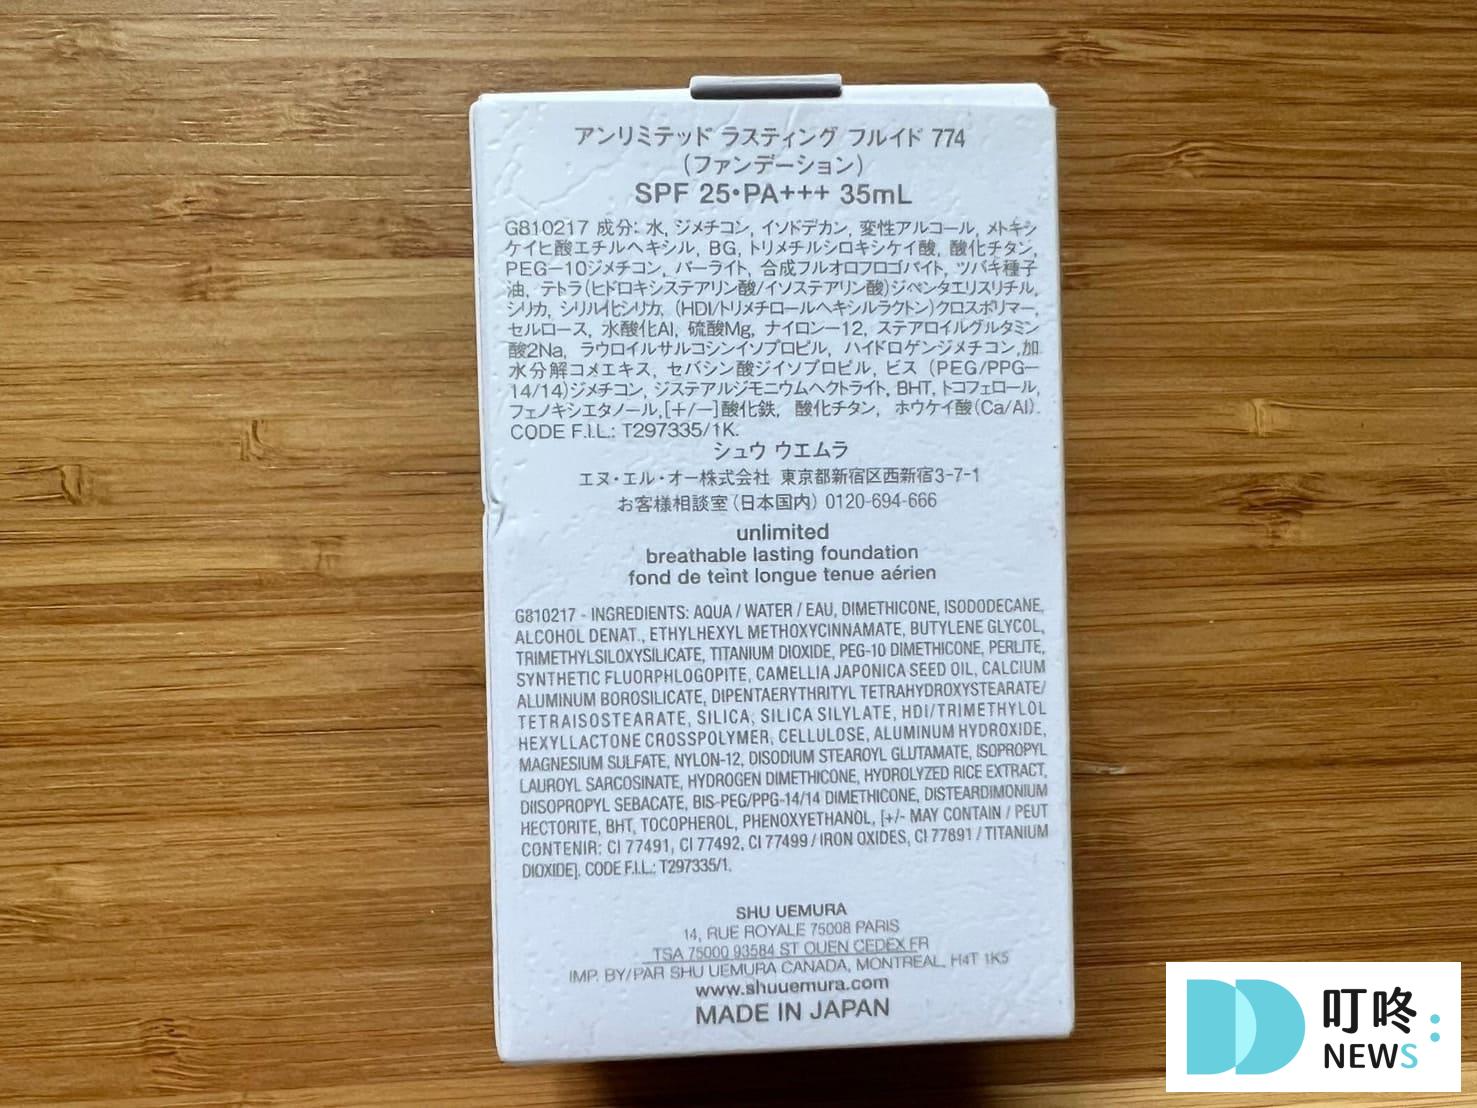 アンリミテッド ラスティング フルイド 774
(ファンデーション)
SPF 25•PA+++ 35mL
G810217 成分: 水, ジメチコン, イソドデカン, 変性アルコール, メトキシ
ケイヒ酸エチルヘキシル, BG, トリメチルシロキシケイ酸, 酸化チタン,
PEG−10ジメチコン, パーライト, 合成フルオロフロゴパイト, ツバキ種子
油, テトラ(ヒドロキシステアリン酸/イソステアリン酸)ジペンタエリスリチル,
シリカ, シリル化シリカ, (HDI/トリメチロールヘキシルラクトン)クロスポリマー,
セルロース, 水酸化Al, 硫酸Mg, ナイロン−12, ステアロイルグルタミン
酸2Na, ラウロイルサルコシンイソプロピル, ハイドロゲンジメチコン,加
水分解コメエキス, セバシン酸ジイソプロピル, ビス (PEG/PPG−
14/14)ジメチコン, ジステアルジモニウムヘクトライト, BHT, トコフェロール,
フェノキシエタノール,[+/−]酸化鉄, 酸化チタン, ホウケイ酸(Ca/Al).
CODE F.I.L.: T297335/1K.
シュウ ウエムラ
エヌ・エル・オー株式会社 東京都新宿区西新宿3-7-1
お客様相談室 (日本国内) 0120-694-666
unlimited
breathable lasting foundation
fond de teint longue tenue aérien
G810217 - INGREDIENTS: AQUA / WATER / EAU, DIMETHICONE, ISODODECANE,
ALCOHOL DENAT., ETHYLHEXYL METHOXYCINNAMATE, BUTYLENE GLYCOL,
TRIMETHYLSILOXYSILICATE, TITANIUM DIOXIDE, PEG-10 DIMETHICONE, PERLITE,
SYNTHETIC FLUORPHLOGOPITE, CAMELLIA JAPONICA SEED OIL, CALCIUM
ALUMINUM BOROSILICATE, DIPENTAERYTHRITYL TETRAHYDROXYSTEARATE/
TETRAISOSTEARATE, SILICA, SILICA SILYLATE, HDI/TRIMETHYLOL
HEXYLLACTONE CROSSPOLYMER, CELLULOSE, ALUMINUM HYDROXIDE,
MAGNESIUM SULFATE, NYLON-12, DISODIUM STEAROYL GLUTAMATE, ISOPROPYL
LAUROYL SARCOSINATE, HYDROGEN DIMETHICONE, HYDROLYZED RICE EXTRACT,
DIISOPROPYL SEBACATE, BIS-PEG/PPG-14/14 DIMETHICONE, DISTEARDIMONIUM
HECTORITE, BHT, TOCOPHEROL, PHENOXYETHANOL, [+/- MAY CONTAIN / PEUT
CONTENIR: CI 77491, CI 77492, CI 77499 / IRON OXIDES, CI 77891 / TITANIUM
DIOXIDE]. CODE F.I.L.: T297335/1.
SHU UEMURA
14, RUE ROYALE 75008 PARIS
TSA 75000 93584 ST OUEN CEDEX FR
IMP. BY/PAR SHU UEMURA CANADA, MONTREAL, H4T 1K5
www.shuuemura.com
MADE IN JAPAN
叮咚
NEWS